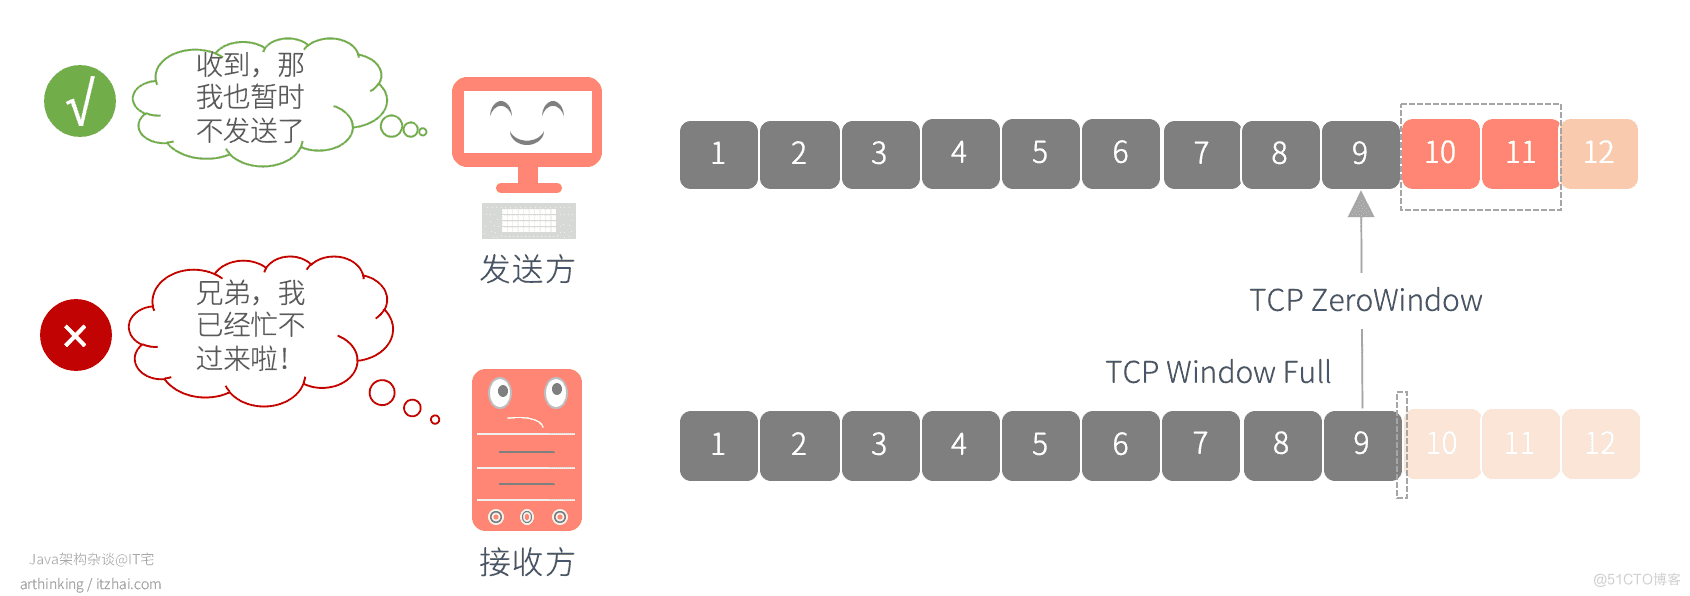 √
收到，那
我也暂时
不发送了
发送方
1 2 3 4 5 6 7 8 9 10 11 12
TCP ZeroWindow
×
兄弟，我
已经忙不
过来啦！
接收方
TCP Window Full
1 2 3 4 5 6 7 8 9 10 11 12
Java架构杂谈@IT宅
arthinking / itzhai.com
@51CTO博客